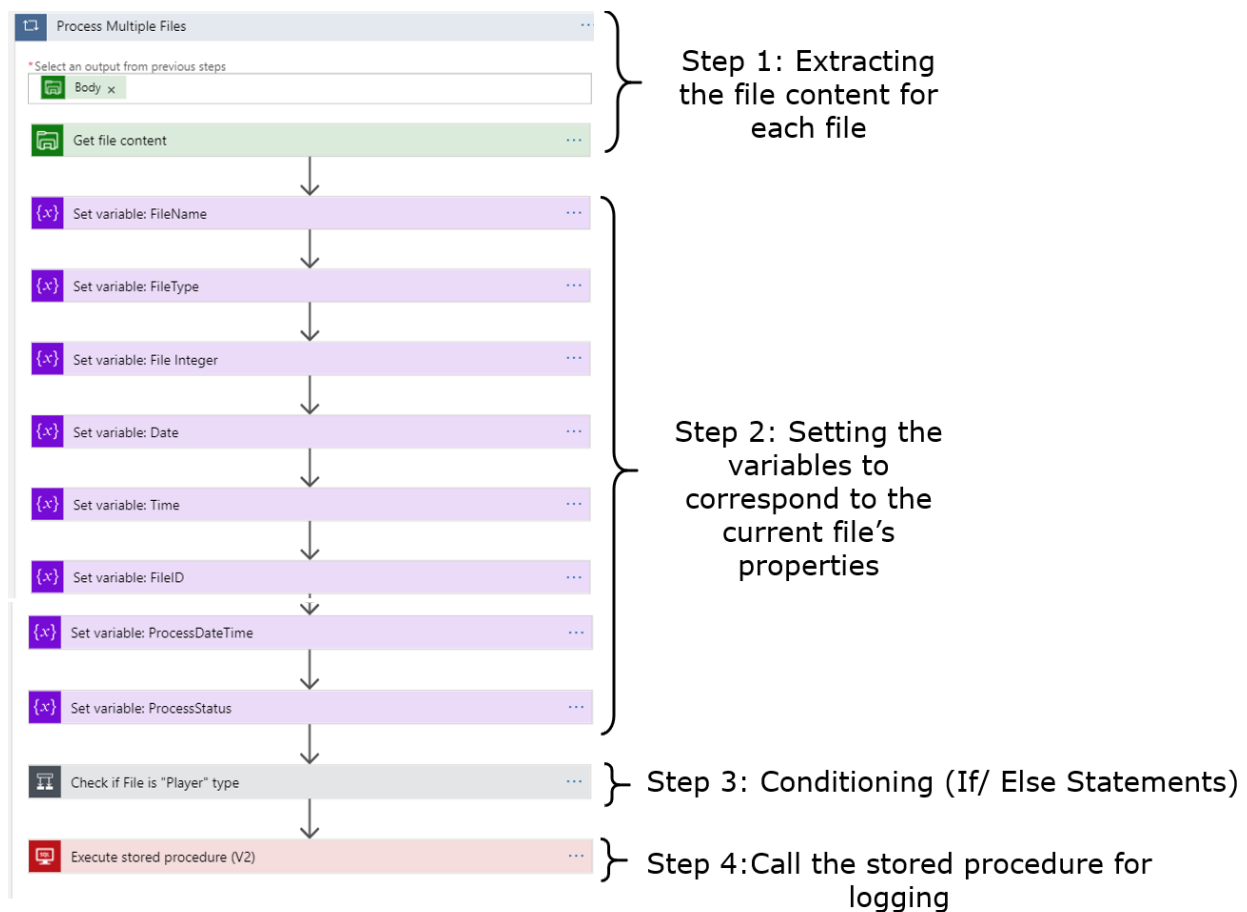 Process Multiple Files
*Select an output from previous steps
Body x
Get file content
{x} Set variable: FileName
{x} Set variable: FileType
{x} Set variable: File Integer
{x} Set variable: Date
{x} Set variable: Time
{x} Set variable: FileID
{x} Set variable: ProcessDateTime
{x} Set variable: ProcessStatus
Check if File is "Player" type
SQL Execute stored procedure (V2)
Step 1: Extracting
the file content for
each file
Step 2: Setting the
variables to
correspond to the
current file’s
properties
Step 3: Conditioning (If/ Else Statements)
Step 4:Call the stored procedure for
logging